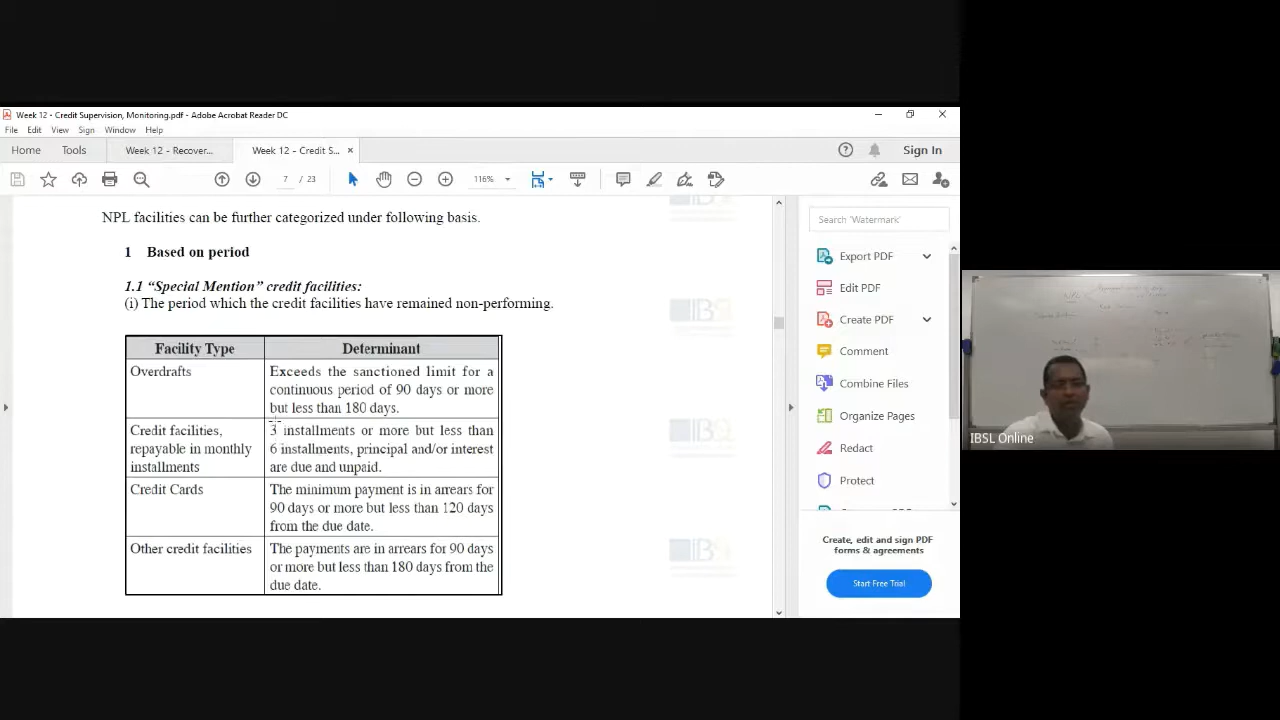 Week 12 - Credit Supervision, Monitoring.pdf - Adobe Acrobat Reader DC
File Edit View Sign Window Help
Home Tools Week 12 - Recover... Week 12 - Credit S... ×
Sign In
7 / 23 116%
NPL facilities can be further categorized under following basis.
1 Based on period
1.1 “Special Mention” credit facilities:
(i) The period which the credit facilities have remained non-performing.
Facility Type Determinant
Overdrafts Exceeds the sanctioned limit for a
continuous period of 90 days or more
but less than 180 days.
Credit facilities, 3 installments or more but less than
repayable in monthly 6 installments, principal and/or interest
installments are due and unpaid.
Credit Cards The minimum payment is in arrears for
90 days or more but less than 120 days
from the due date.
Other credit facilities The payments are in arrears for 90 days
or more but less than 180 days from the
due date.
Search 'Watermark'
Export PDF
Edit PDF
Create PDF
Comment
Combine Files
Organize Pages
Redact
Protect
Create, edit and sign PDF
forms & agreements
Start Free Trial
IBSL Online